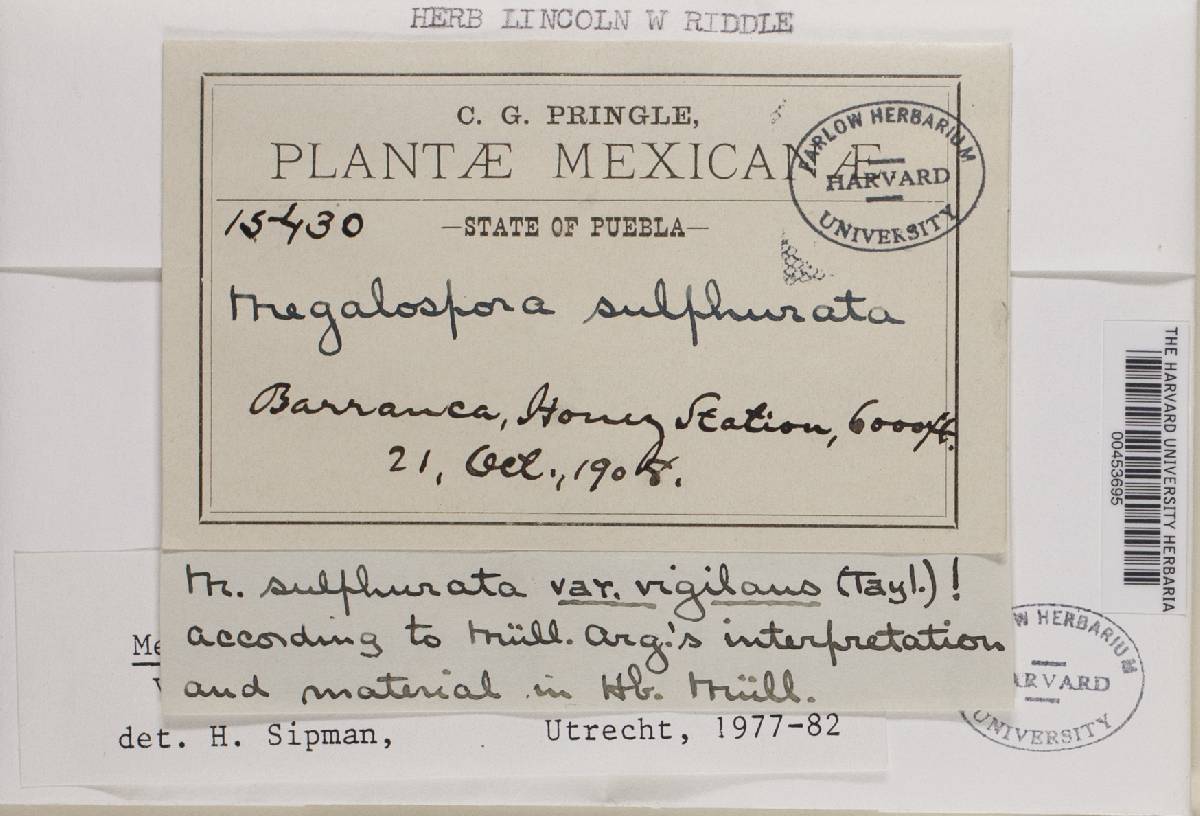 HERB LINCOLN W RIDDLE
C. G. PRINGLE,
PLANTÆ MEXICANÆ
FARLOW HERBARIUM
HARVARD
UNIVERSITY
15430
—STATE OF PUEBLA—
Megalospora sulphurata
Barranca, Honey Station, 6000ft.
21, Oct., 1908.
THE HARVARD UNIVERSITY HERBARIA
00453695
M. sulphurata var. vigilans (Tayl.)!
according to Müll. Arg.'s interpretation
and material in Hb. Müll.
Me
W HERBARIUM
ARVARD
UNIVERSITY
det. H. Sipman, Utrecht, 1977-82